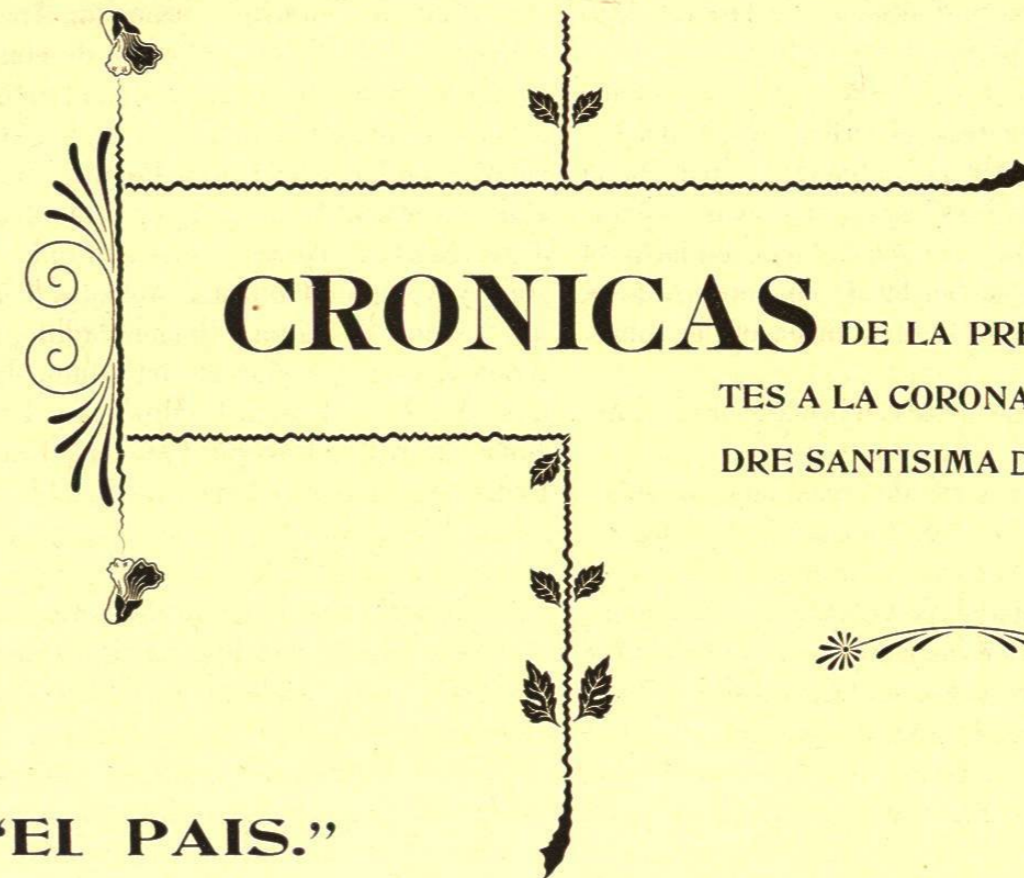 CRONICAS DE LA PRE
TES A LA CORONA
DRE SANTISIMA D
“EL PAIS.”